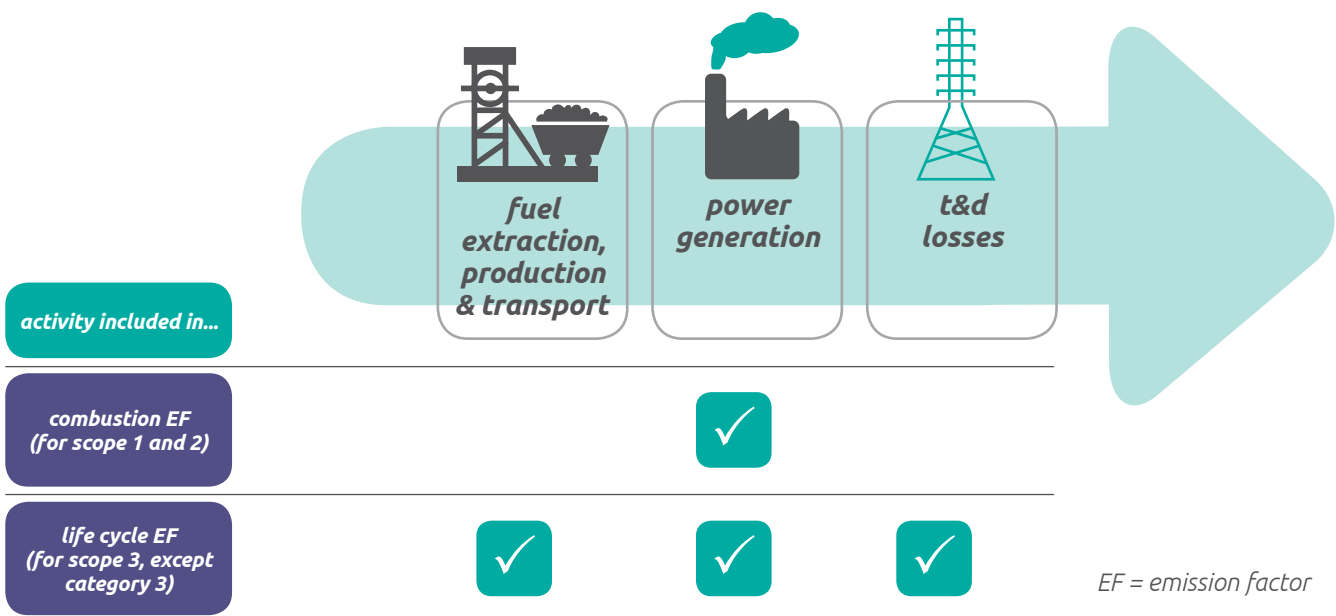 fuel
extraction,
production
& transport
power
generation
t&d
losses
activity included in...
combustion EF
(for scope 1 and 2)
life cycle EF
(for scope 3, except
category 3)
EF = emission factor